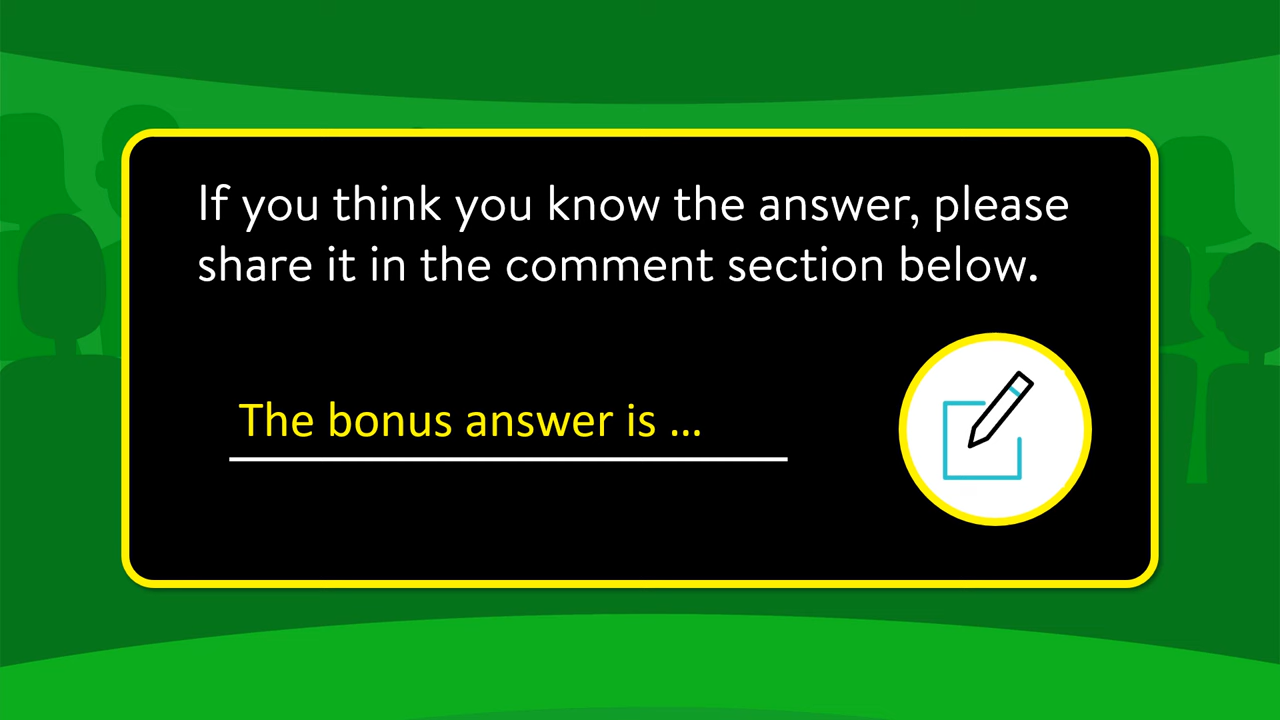 If you think you know the answer, please
share it in the comment section below.
The bonus answer is ...